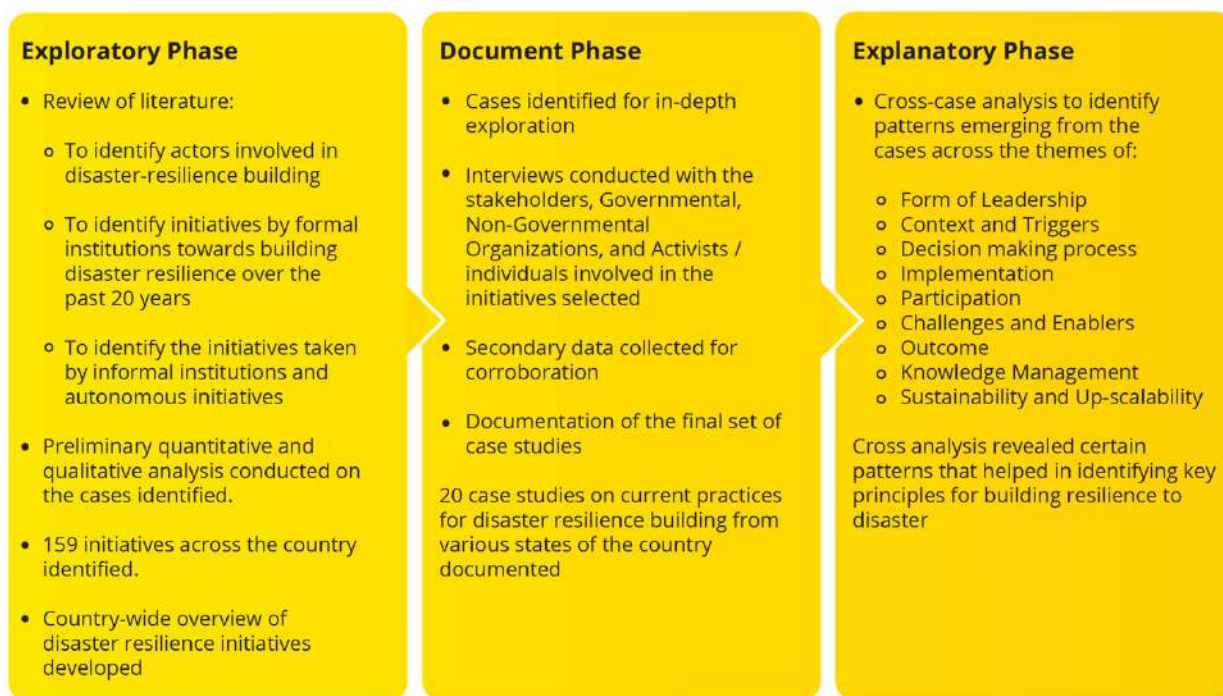 Exploratory Phase
• Review of literature:
o To identify actors involved in
disaster-resilience building
o To identify initiatives by formal
institutions towards building
disaster resilience over the
past 20 years
o To identify the initiatives taken
by informal institutions and
autonomous initiatives
• Preliminary quantitative and
qualitative analysis conducted on
the cases identified.
• 159 initiatives across the country
identified.
• Country-wide overview of
disaster resilience initiatives
developed
Document Phase
• Cases identified for in-depth
exploration
• Interviews conducted with the
stakeholders, Governmental,
Non-Governmental
Organizations, and Activists /
individuals involved in the
initiatives selected
• Secondary data collected for
corroboration
• Documentation of the final set of
case studies
20 case studies on current practices
for disaster resilience building from
various states of the country
documented
Explanatory Phase
• Cross-case analysis to identify
patterns emerging from the
cases across the themes of:
o Form of Leadership
o Context and Triggers
o Decision making process
o Implementation
o Participation
o Challenges and Enablers
o Outcome
o Knowledge Management
o Sustainability and Up-scalability
Cross analysis revealed certain
patterns that helped in identifying key
principles for building resilience to
disaster